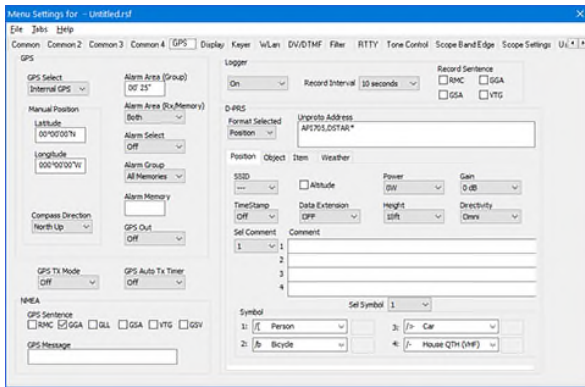 Menu Settings for - Untitled.rsf
File Tabs Help
Common Common 2 Common 3 Common 4 GPS Display Keyer WLan DV/DTMF Filter RTTY Tone Control Scope Band Edge Scope Settings
GPS
GPS Select
Internal GPS
Manual Position
Latitude
00°00'00"N
Longitude
000°00'00"W
Compass Direction
North Up
Alarm Area (Group)
00' 25"
Alarm Area (Rx/Memory)
Both
Alarm Select
Off
Alarm Group
All Memories
Alarm Memory
GPS Out
Off
GPS TX Mode
Off
GPS Auto Tx Timer
Off
NMEA
GPS Sentence
RMC GGA GLL GSA VTG GSV
GPS Message
Logger
On
Record Interval 10 seconds
Record Sentence
RMC GGA
GSA VTG
D-PRS
Format Selected
Position
Unproto Address
API705,DSTAR*
Position Object Item Weather
SSID
---
Altitude
Power
0W
Gain
0 dB
TimeStamp
Off
Data Extension
OFF
Height
10ft
Directivity
Omni
Sel Comment Comment
1 1
2
3
4
Sel Symbol 1
Symbol
1: /[ Person
3: /> Car
2: /b Bicycle
4: /- House QTH (VHF)